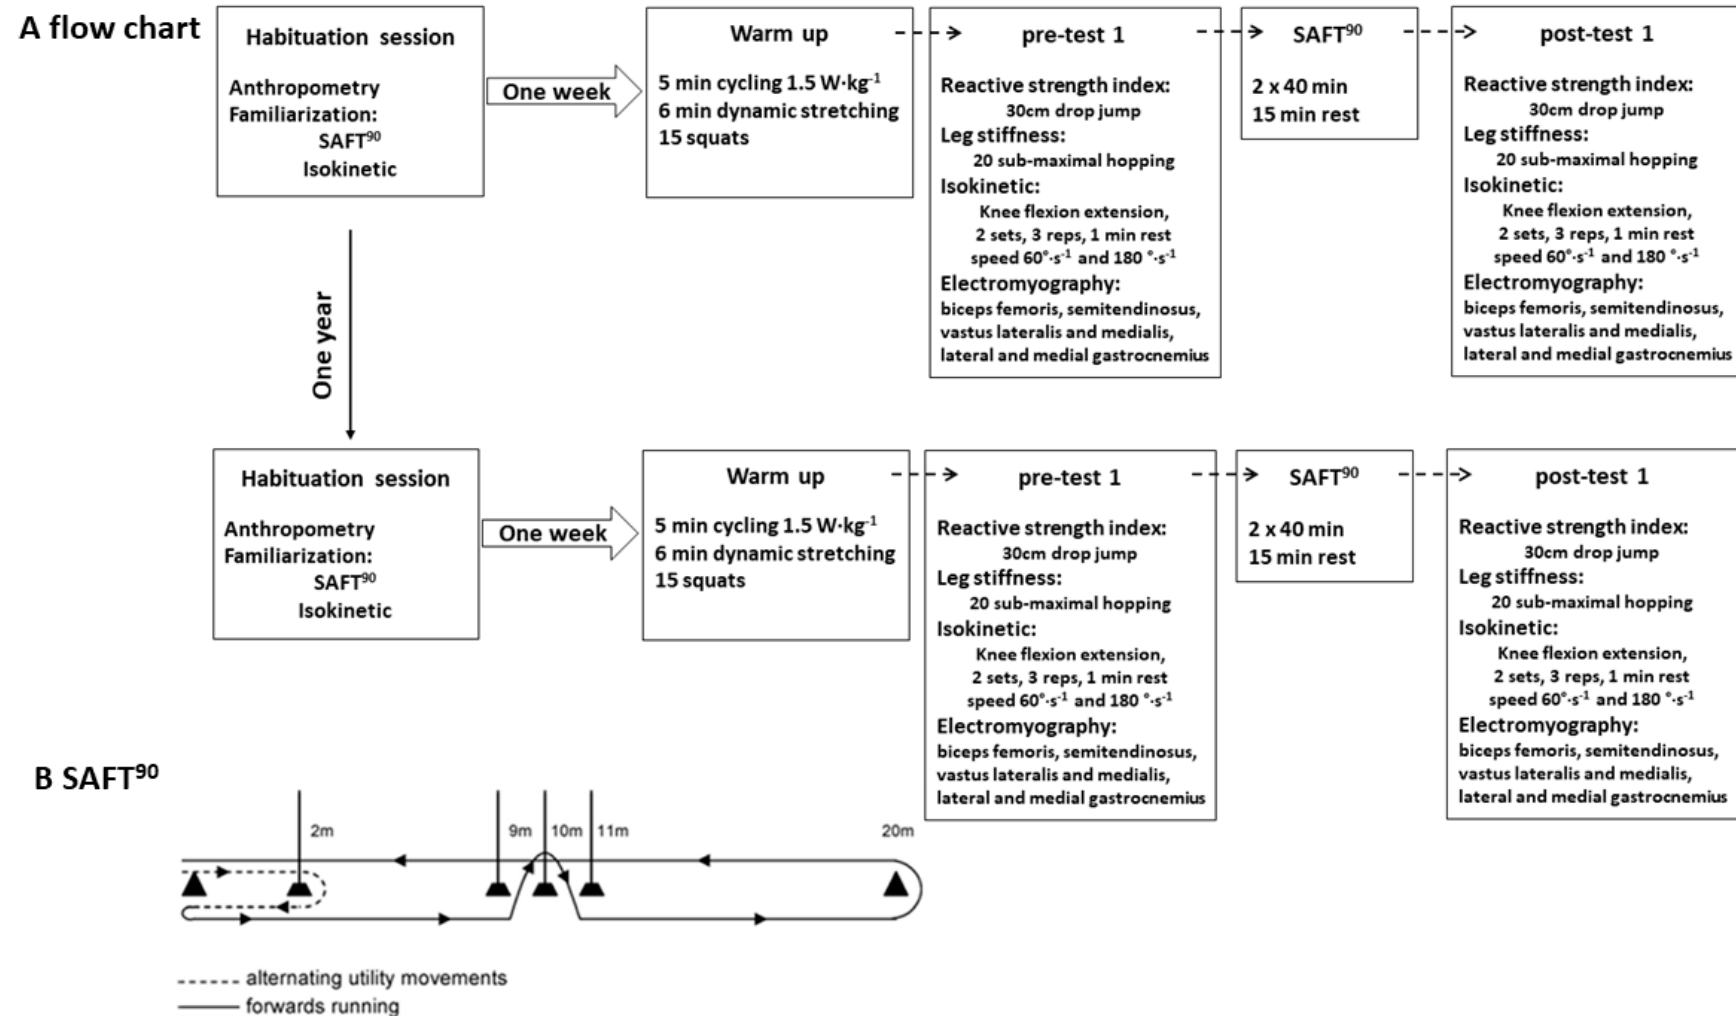 A flow chart
Habituation session
Anthropometry
Familiarization:
SAFT⁹⁰
Isokinetic
One week
Warm up
5 min cycling 1.5 W·kg⁻¹
6 min dynamic stretching
15 squats
pre-test 1
Reactive strength index:
30cm drop jump
Leg stiffness:
20 sub-maximal hopping
Isokinetic:
Knee flexion extension,
2 sets, 3 reps, 1 min rest
speed 60°·s⁻¹ and 180 °·s⁻¹
Electromyography:
biceps femoris, semitendinosus,
vastus lateralis and medialis,
lateral and medial gastrocnemius
SAFT⁹⁰
2 x 40 min
15 min rest
post-test 1
Reactive strength index:
30cm drop jump
Leg stiffness:
20 sub-maximal hopping
Isokinetic:
Knee flexion extension,
2 sets, 3 reps, 1 min rest
speed 60°·s⁻¹ and 180 °·s⁻¹
Electromyography:
biceps femoris, semitendinosus,
vastus lateralis and medialis,
lateral and medial gastrocnemius
One year
Habituation session
Anthropometry
Familiarization:
SAFT⁹⁰
Isokinetic
One week
Warm up
5 min cycling 1.5 W·kg⁻¹
6 min dynamic stretching
15 squats
pre-test 1
Reactive strength index:
30cm drop jump
Leg stiffness:
20 sub-maximal hopping
Isokinetic:
Knee flexion extension,
2 sets, 3 reps, 1 min rest
speed 60°·s⁻¹ and 180 °·s⁻¹
Electromyography:
biceps femoris, semitendinosus,
vastus lateralis and medialis,
lateral and medial gastrocnemius
SAFT⁹⁰
2 x 40 min
15 min rest
post-test 1
Reactive strength index:
30cm drop jump
Leg stiffness:
20 sub-maximal hopping
Isokinetic:
Knee flexion extension,
2 sets, 3 reps, 1 min rest
speed 60°·s⁻¹ and 180 °·s⁻¹
Electromyography:
biceps femoris, semitendinosus,
vastus lateralis and medialis,
lateral and medial gastrocnemius
B SAFT⁹⁰
2m 9m 10m 11m 20m
alternating utility movements
forwards running